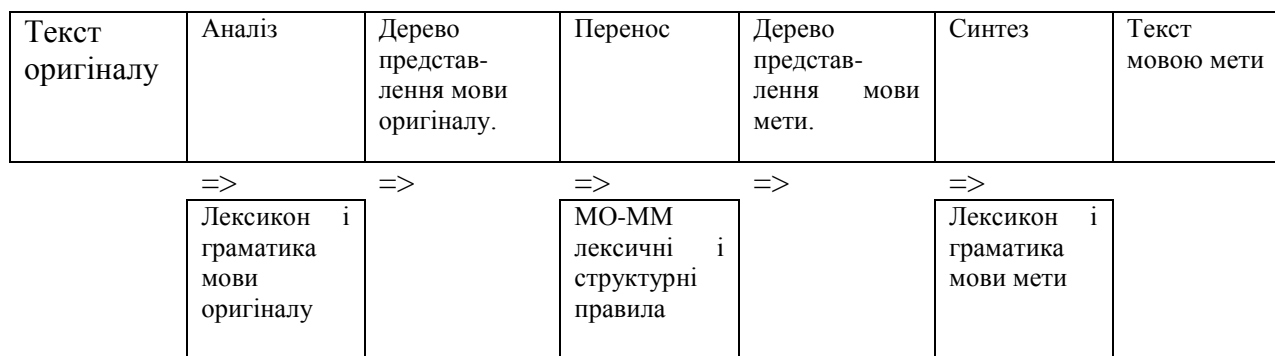 Текст
оригіналу
Аналіз
Дерево
представ-
лення мови
оригіналу.
Перенос
Дерево
представ-
лення мови
мети.
Синтез
Текст
мовою мети
=> => => => =>
Лексикон і
граматика
мови
оригіналу
МО-ММ
лексичні і
структурні
правила
Лексикон і
граматика
мови мети